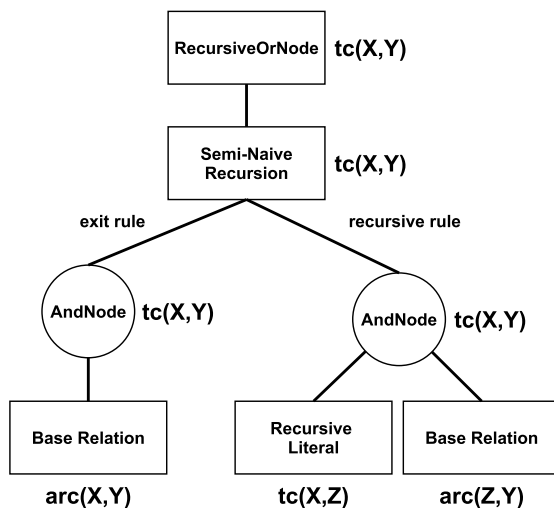 RecursiveOrNode tc(X,Y)
Semi-Naive
Recursion
tc(X,Y)
exit rule
recursive rule
AndNode tc(X,Y)
AndNode tc(X,Y)
Base Relation
Recursive
Literal
Base Relation
arc(X,Y)
tc(X,Z)
arc(Z,Y)